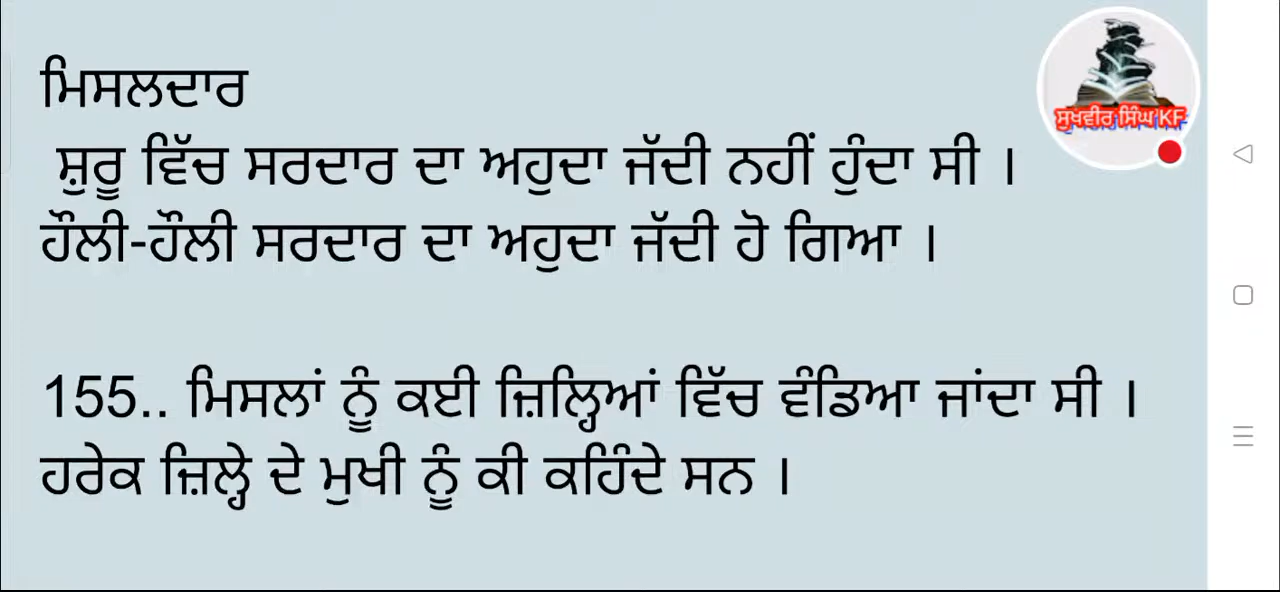 ਮਿਸਲਦਾਰ
ਸੁਖਵੀਰ ਸਿੰਘ KF
ਸ਼ੁਰੂ ਵਿੱਚ ਸਰਦਾਰ ਦਾ ਅਹੁਦਾ ਜੱਦੀ ਨਹੀਂ ਹੁੰਦਾ ਸੀ ।
ਹੌਲੀ-ਹੌਲੀ ਸਰਦਾਰ ਦਾ ਅਹੁਦਾ ਜੱਦੀ ਹੋ ਗਿਆ ।
155.. ਮਿਸਲਾਂ ਨੂੰ ਕਈ ਜ਼ਿਲ੍ਹਿਆਂ ਵਿੱਚ ਵੰਡਿਆ ਜਾਂਦਾ ਸੀ ।
ਹਰੇਕ ਜ਼ਿਲ੍ਹੇ ਦੇ ਮੁਖੀ ਨੂੰ ਕੀ ਕਹਿੰਦੇ ਸਨ ।